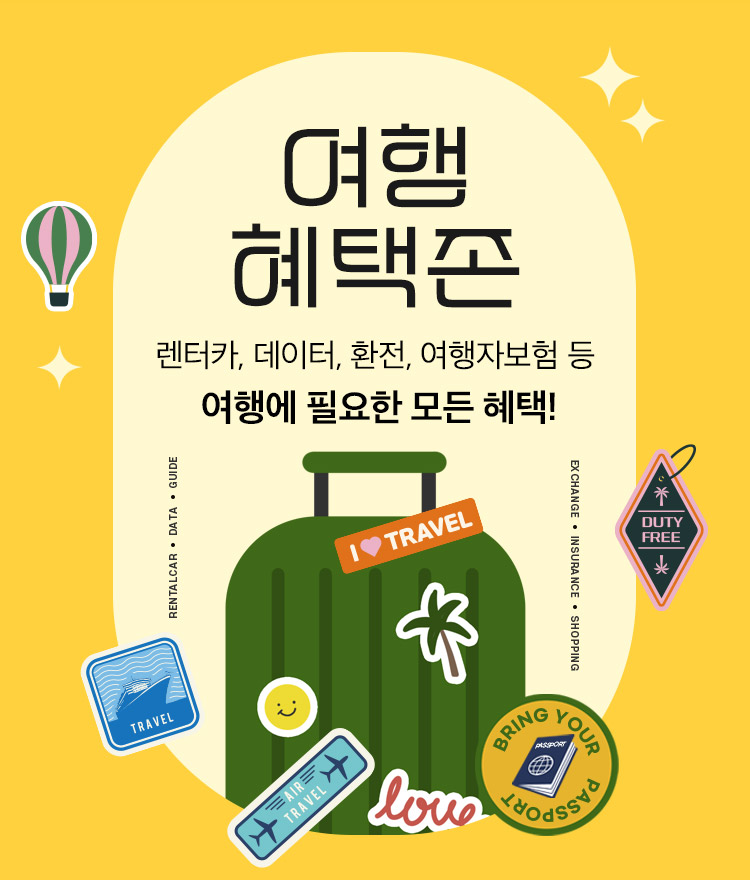 여행
혜택존
렌터카, 데이터, 환전, 여행자보험 등
여행에 필요한 모든 혜택!
RENTALCAR • DATA • GUIDE
EXCHANGE • INSURANCE • SHOPPING
I TRAVEL
DUTY
FREE
TRAVEL
AIR
TRAVEL
love
BRING YOUR
PASSPORT
PASSPORT